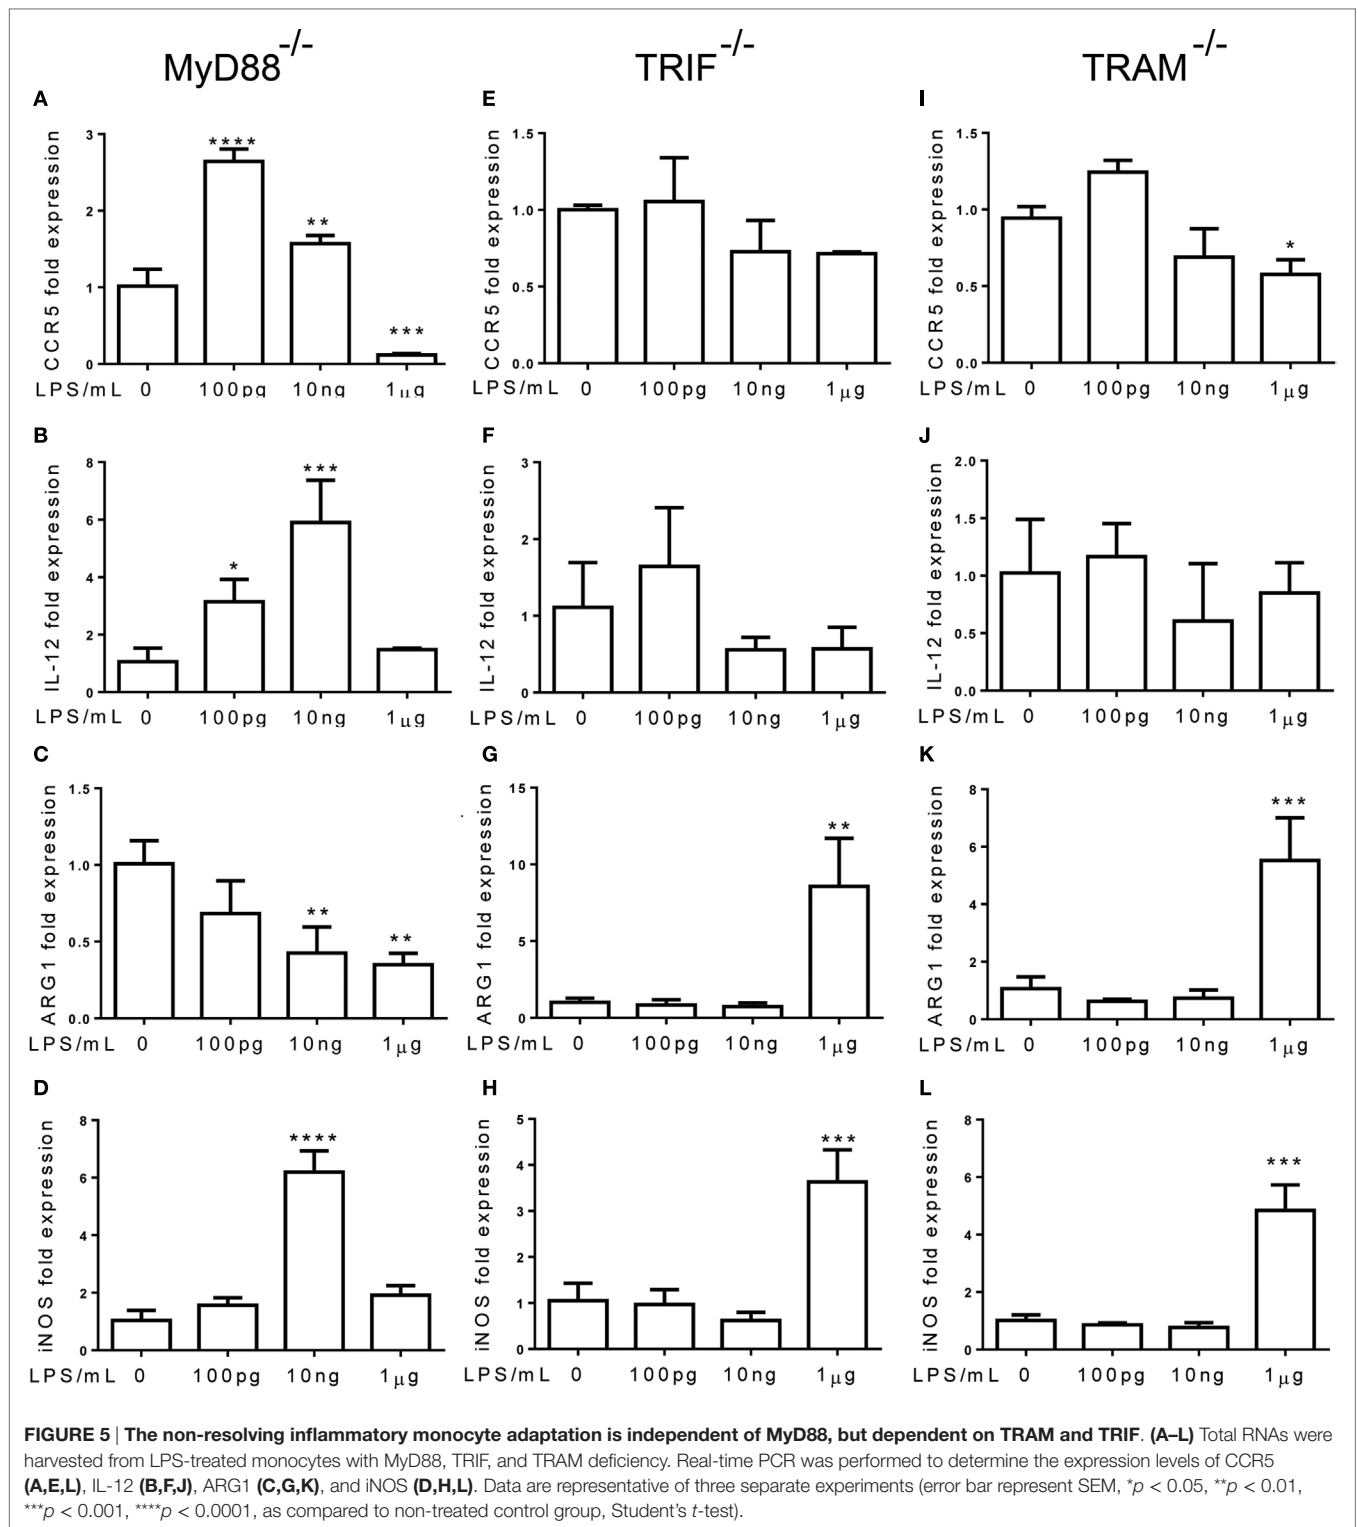 MyD88-/- TRIF-/- TRAM-/-
A
CCR5 fold expression
3
2
1
0
****
**
***
LPS/mL 0 100pg 10ng 1μg
E
CCR5 fold expression
1.5
1.0
0.5
0.0
LPS/mL 0 100pg 10ng 1μg
I
CCR5 fold expression
1.5
1.0
0.5
0.0
*
LPS/mL 0 100pg 10ng 1μg
B
IL-12 fold expression
8
6
4
2
0
*
***
LPS/mL 0 100pg 10ng 1μg
F
IL-12 fold expression
3
2
1
0
LPS/mL 0 100pg 10ng 1μg
J
IL-12 fold expression
2.0
1.5
1.0
0.5
0.0
LPS/mL 0 100pg 10ng 1μg
C
ARG1 fold expression
1.5
1.0
0.5
0.0
**
**
LPS/mL 0 100pg 10ng 1μg
G
ARG1 fold expression
15
10
5
0
**
LPS/mL 0 100pg 10ng 1μg
K
ARG1 fold expression
8
6
4
2
0
***
LPS/mL 0 100pg 10ng 1μg
D
iNOS fold expression
8
6
4
2
0
****
LPS/mL 0 100pg 10ng 1μg
H
iNOS fold expression
5
4
3
2
1
0
***
LPS/mL 0 100pg 10ng 1μg
L
iNOS fold expression
8
6
4
2
0
***
LPS/mL 0 100pg 10ng 1μg
FIGURE 5 | The non-resolving inflammatory monocyte adaptation is independent of MyD88, but dependent on TRAM and TRIF. (A–L) Total RNAs were
harvested from LPS-treated monocytes with MyD88, TRIF, and TRAM deficiency. Real-time PCR was performed to determine the expression levels of CCR5
(A,E,L), IL-12 (B,F,J), ARG1 (C,G,K), and iNOS (D,H,L). Data are representative of three separate experiments (error bar represent SEM, *p < 0.05, **p < 0.01,
***p < 0.001, ****p < 0.0001, as compared to non-treated control group, Student's t-test).